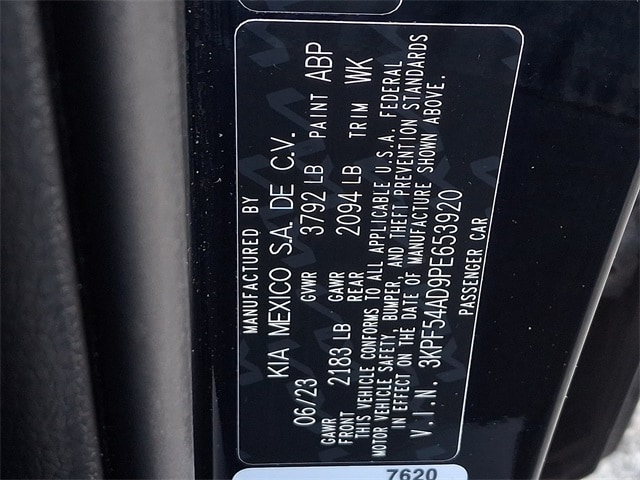 MANUFACTURED BY
KIA MEXICO S.A. DE C.V.
06/23 GVWR 3792 LB PAINT ABP
GAWR FRONT 2183 LB GAWR REAR 2094 LB TRIM WK
THIS VEHICLE CONFORMS TO ALL APPLICABLE U.S.A. FEDERAL
MOTOR VEHICLE SAFETY, BUMPER, AND THEFT PREVENTION STANDARDS
IN EFFECT ON THE DATE OF MANUFACTURE SHOWN ABOVE.
V.I.N. 3KPF54AD9PE653920
PASSENGER CAR
7620